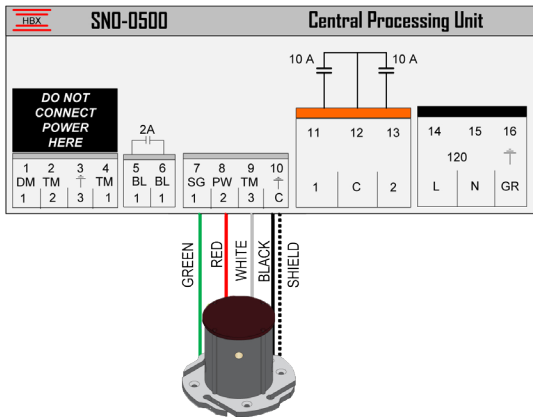 HBX SNO-0500 Central Processing Unit
10 A 10 A
DO NOT
CONNECT
POWER
HERE
2A
11 12 13
14 15 16
120
1 2 3 4
DM TM TM
1 2 3 1
5 6
BL BL
1 1
7 8 9 10
SG PW TM
1 2 3 C
1 C 2
L N GR
GREEN
RED
WHITE
BLACK
SHIELD